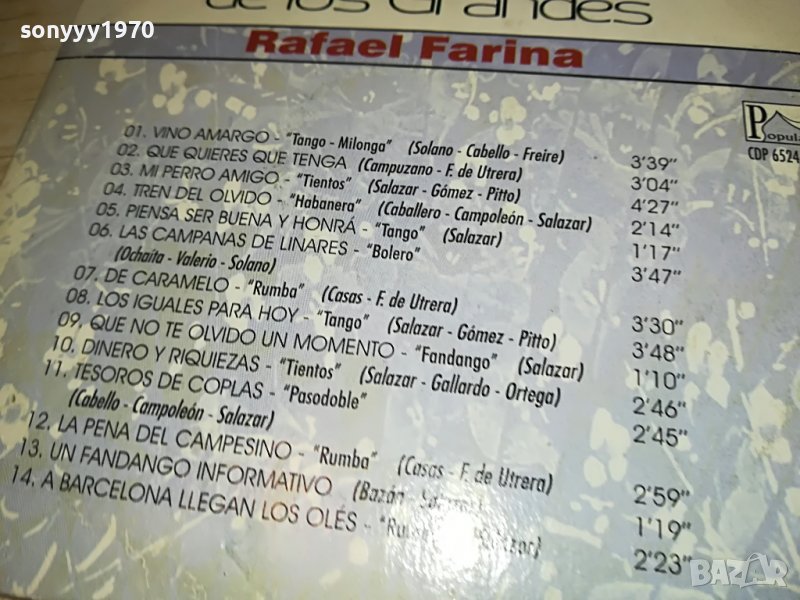 sonyyy1970
de los Grandes
Rafael Farina
Popula
CDP 6524
01. VINO AMARGO - "Tango - Milonga" (Solano - Cabello - Freire) 3'39"
02. QUE QUIERES QUE TENGA (Campuzano - F. de Utrera) 3'04"
03. MI PERRO AMIGO - "Tientos" (Salazar - Gómez - Pitto) 4'27"
04. TREN DEL OLVIDO - "Habanera" (Caballero - Campoleón - Salazar) 2'14"
05. PIENSA SER BUENA Y HONRÁ - "Tango" (Salazar) 1'17"
06. LAS CAMPANAS DE LINARES - "Bolero" 3'47"
(Ochaíta - Valerio - Solano)
07. DE CARAMELO - "Rumba" (Casas - F. de Utrera) 3'30"
08. LOS IGUALES PARA HOY - "Tango" (Salazar - Gómez - Pitto) 3'48"
09. QUE NO TE OLVIDO UN MOMENTO - "Fandango" (Salazar) 1'10"
10. DINERO Y RIQUIEZAS - "Tientos" (Salazar - Gallardo - Ortega) 2'46"
11. TESOROS DE COPLAS - "Pasodoble" 2'45"
(Cabello - Campoleón - Salazar)
12. LA PENA DEL CAMPESINO - "Rumba" (Casas - F. de Utrera) 2'59"
13. UN FANDANGO INFORMATIVO (Bazán - 1'19"
14. A BARCELONA LLEGAN LOS OLÉS - Salazar) 2'23"
BAZAR